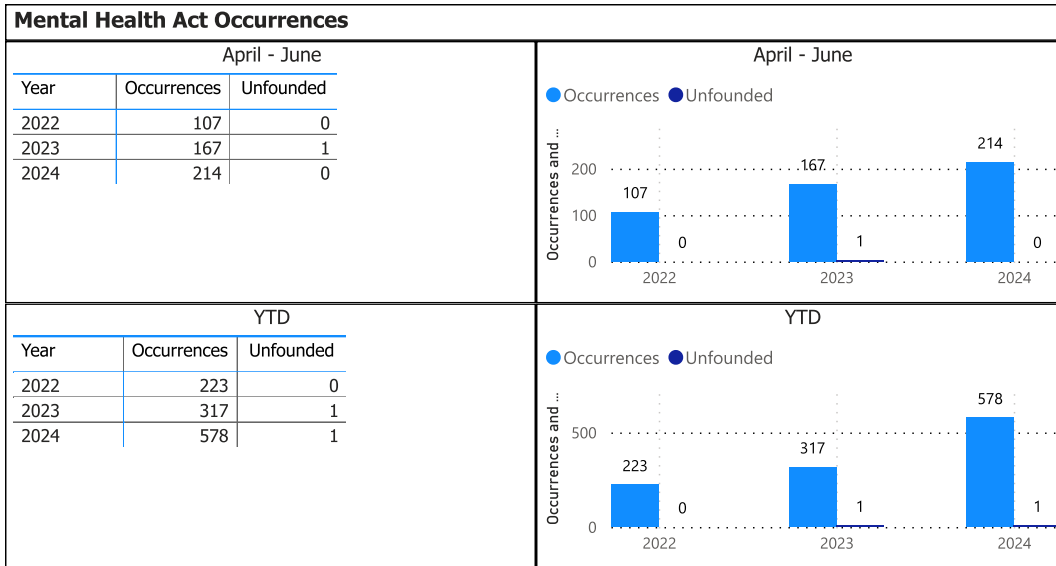 Mental Health Act Occurrences
April - June
Year Occurrences Unfounded
2022 107 0
2023 167 1
2024 214 0
April - June
Occurrences Unfounded
Occurrences and ...
200
100
0
107
0
167
1
214
0
2022 2023 2024
YTD
Year Occurrences Unfounded
2022 223 0
2023 317 1
2024 578 1
YTD
Occurrences Unfounded
Occurrences and ...
500
0
223
0
317
1
578
1
2022 2023 2024